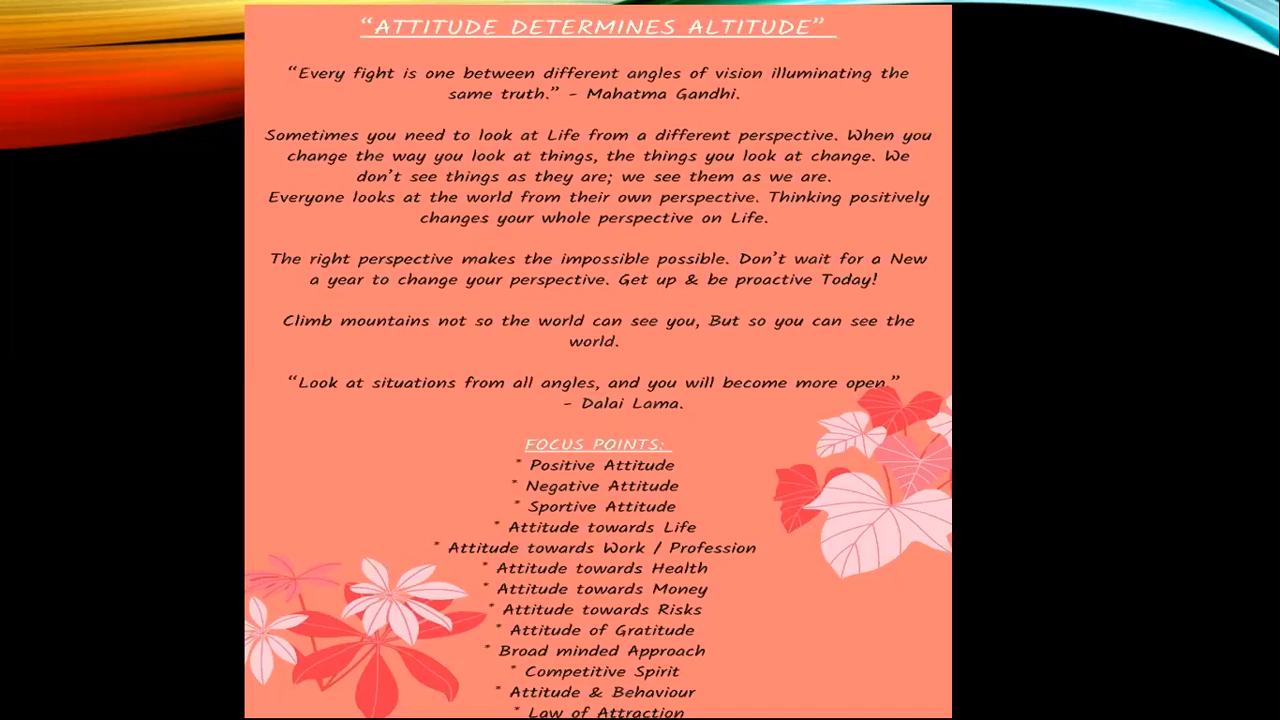 “ATTITUDE DETERMINES ALTITUDE”
“Every fight is one between different angles of vision illuminating the
same truth.” - Mahatma Gandhi.
Sometimes you need to look at Life from a different perspective. When you
change the way you look at things, the things you look at change. We
don’t see things as they are; we see them as we are.
Everyone looks at the world from their own perspective. Thinking positively
changes your whole perspective on Life.
The right perspective makes the impossible possible. Don’t wait for a New
a year to change your perspective. Get up & be proactive Today!
Climb mountains not so the world can see you, But so you can see the
world.
“Look at situations from all angles, and you will become more open.”
- Dalai Lama.
FOCUS POINTS:
* Positive Attitude
* Negative Attitude
* Sportive Attitude
* Attitude towards Life
* Attitude towards Work / Profession
* Attitude towards Health
* Attitude towards Money
* Attitude towards Risks
* Attitude of Gratitude
* Broad minded Approach
* Competitive Spirit
* Attitude & Behaviour
* Law of Attraction